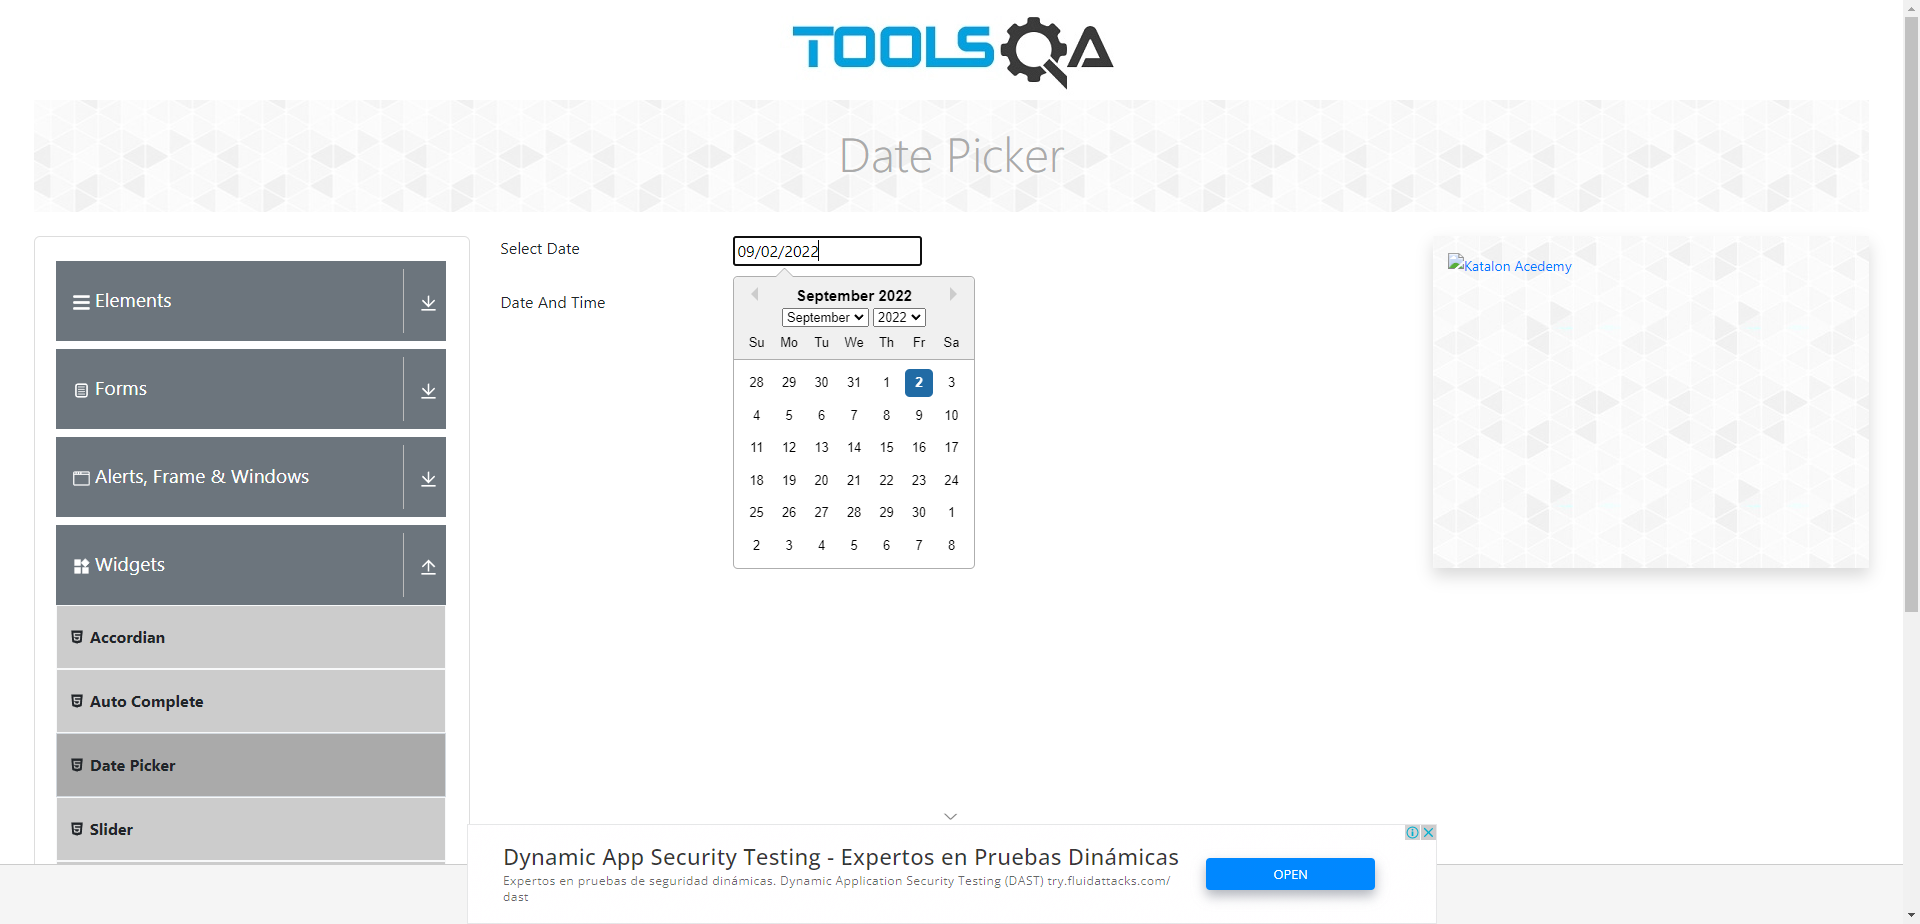 TOOLSQA
Date Picker
Elements
Forms
Alerts, Frame & Windows
Widgets
Accordian
Auto Complete
Date Picker
Slider
Select Date
09/02/2022
Date And Time
September 2022
September 2022
Su Mo Tu We Th Fr Sa
28 29 30 31 1 2 3
4 5 6 7 8 9 10
11 12 13 14 15 16 17
18 19 20 21 22 23 24
25 26 27 28 29 30 1
2 3 4 5 6 7 8
Katalon Acedemy
Dynamic App Security Testing - Expertos en Pruebas Dinámicas
Expertos en pruebas de seguridad dinámicas. Dynamic Application Security Testing (DAST) try.fluidattacks.com/
dast
OPEN